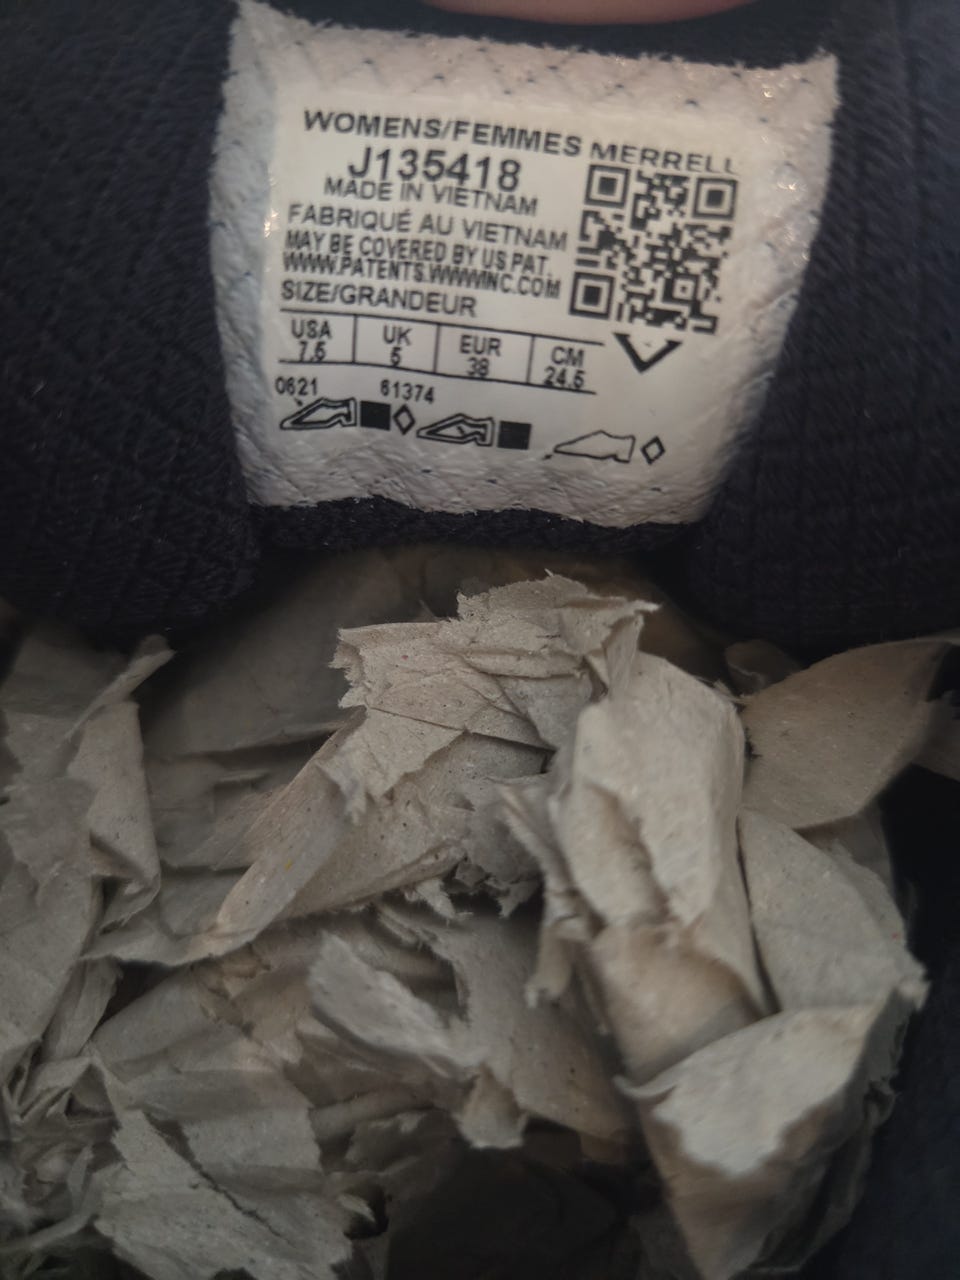 WOMENS/FEMMES MERRELL
J135418
MADE IN VIETNAM
FABRIQUÉ AU VIETNAM
MAY BE COVERED BY US PAT.
WWW.PATENTS.WWWINC.COM
SIZE/GRANDEUR
USA UK EUR CM
7.5 5 38 24.5
0621 61374